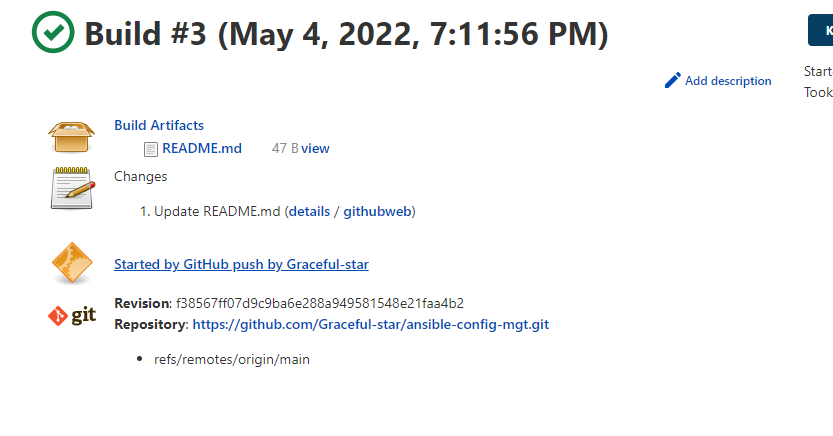 Build #3 (May 4, 2022, 7:11:56 PM)
K
Add description
Start
Took
Build Artifacts
README.md 47 B view
Changes
1. Update README.md (details / githubweb)
Started by GitHub push by Graceful-star
git
Revision: f38567ff07d9c9ba6e288a949581548e21faa4b2
Repository: https://github.com/Graceful-star/ansible-config-mgt.git
• refs/remotes/origin/main